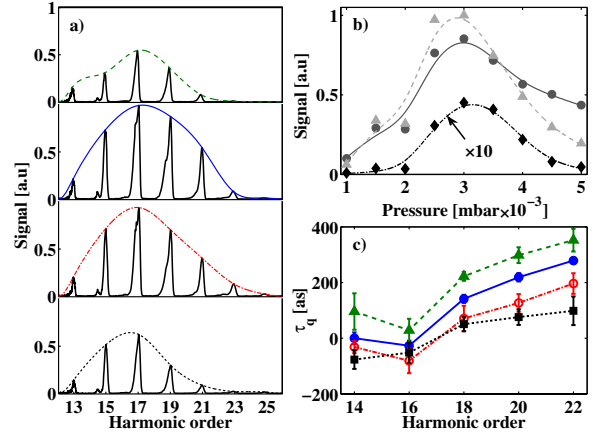 a)
1
0.5
0
0.5
0
0.5
0
0.5
0
Signal [a.u]
13 15 17 19 21 23 25
Harmonic order
b)
1
0.5
0
Signal [a.u]
×10
1 2 3 4 5
Pressure [mbar×10⁻³]
c)
400
200
0
−200
τq [as]
14 16 18 20 22
Harmonic order